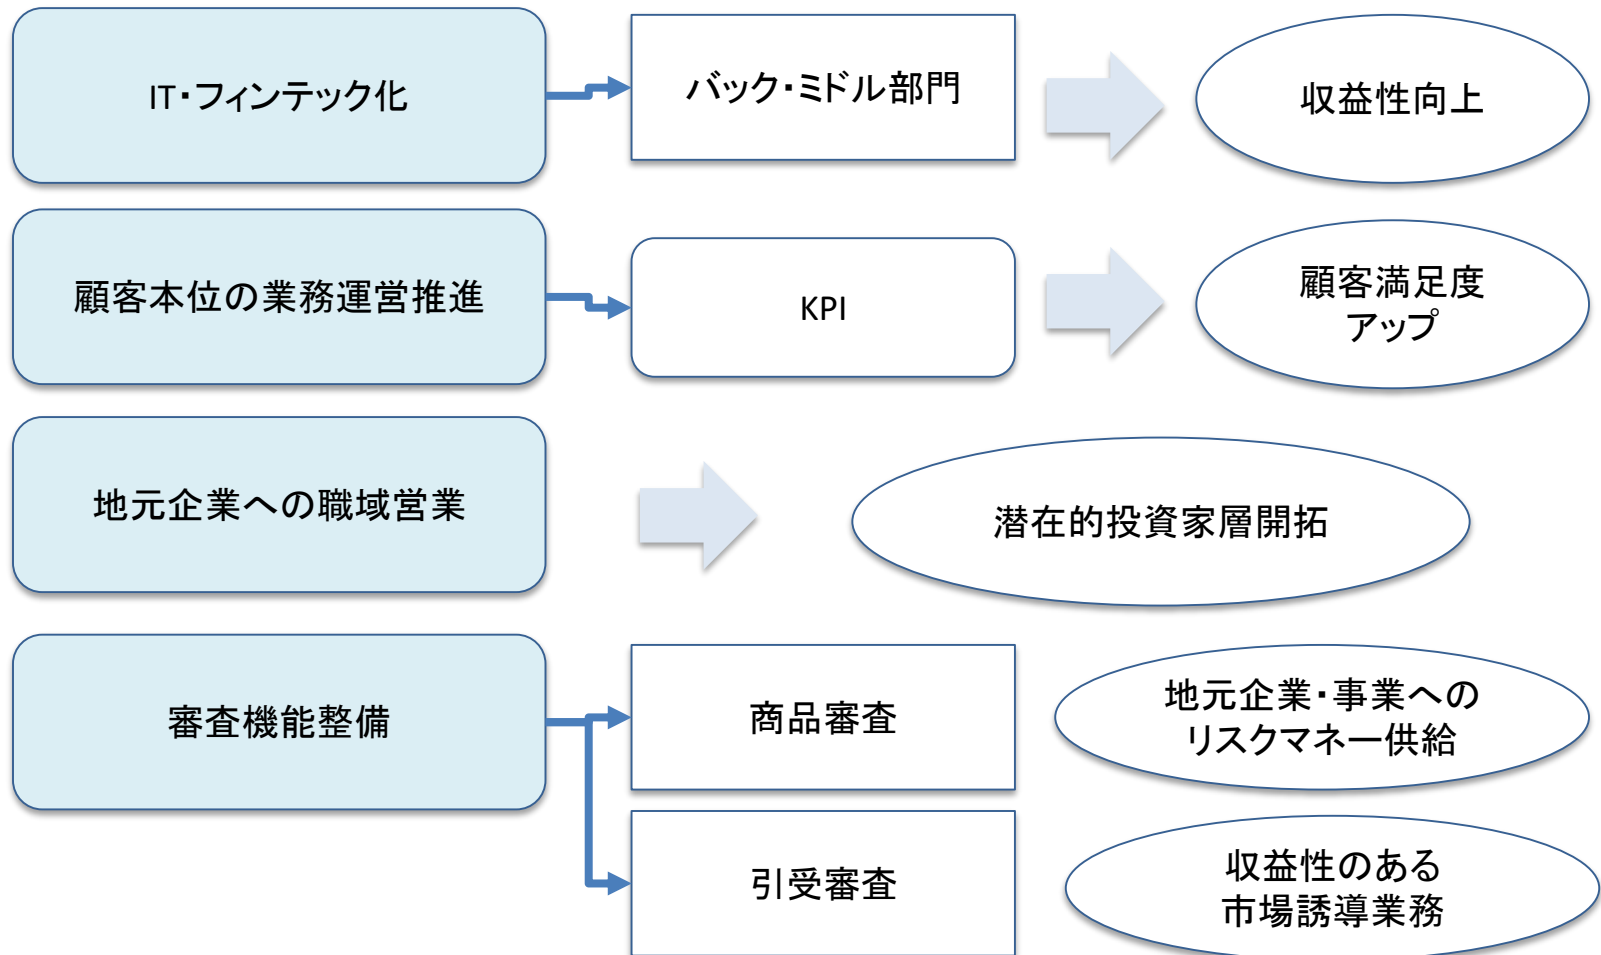 IT・フィンテック化
バック・ミドル部門
収益性向上
顧客本位の業務運営推進
KPI
顧客満足度
アップ
地元企業への職域営業
潜在的投資家層開拓
審査機能整備
商品審査
地元企業・事業への
リスクマネー供給
引受審査
収益性のある
市場誘導業務